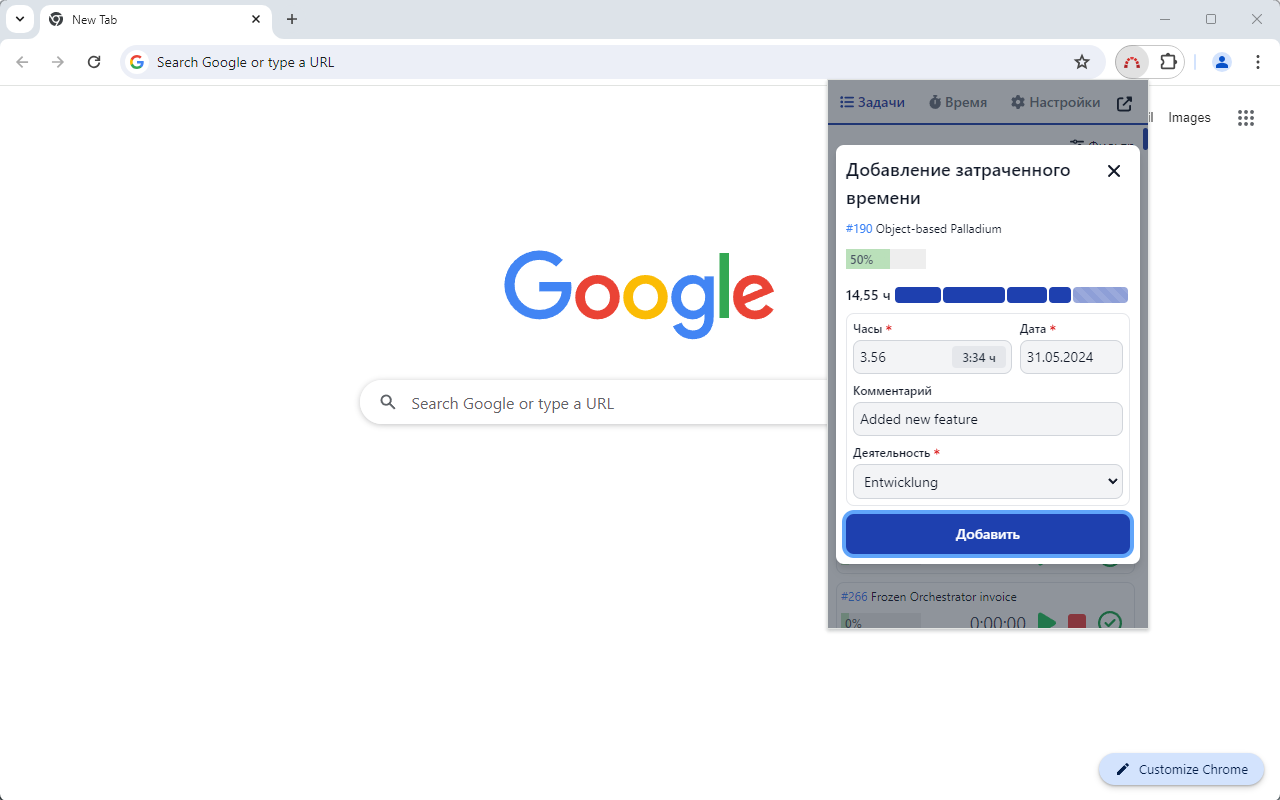 New Tab
Search Google or type a URL
Задачи
Время
Настройки
Images
Фильтр
Добавление затраченного
времени
#190 Object-based Palladium
50%
14,55 ч
Часы *
Дата *
3.56
3:34 ч
31.05.2024
Комментарий
Added new feature
Деятельность *
Entwicklung
Добавить
Google
Search Google or type a URL
#266 Frozen Orchestrator invoice
0%
0:00:00
Customize Chrome